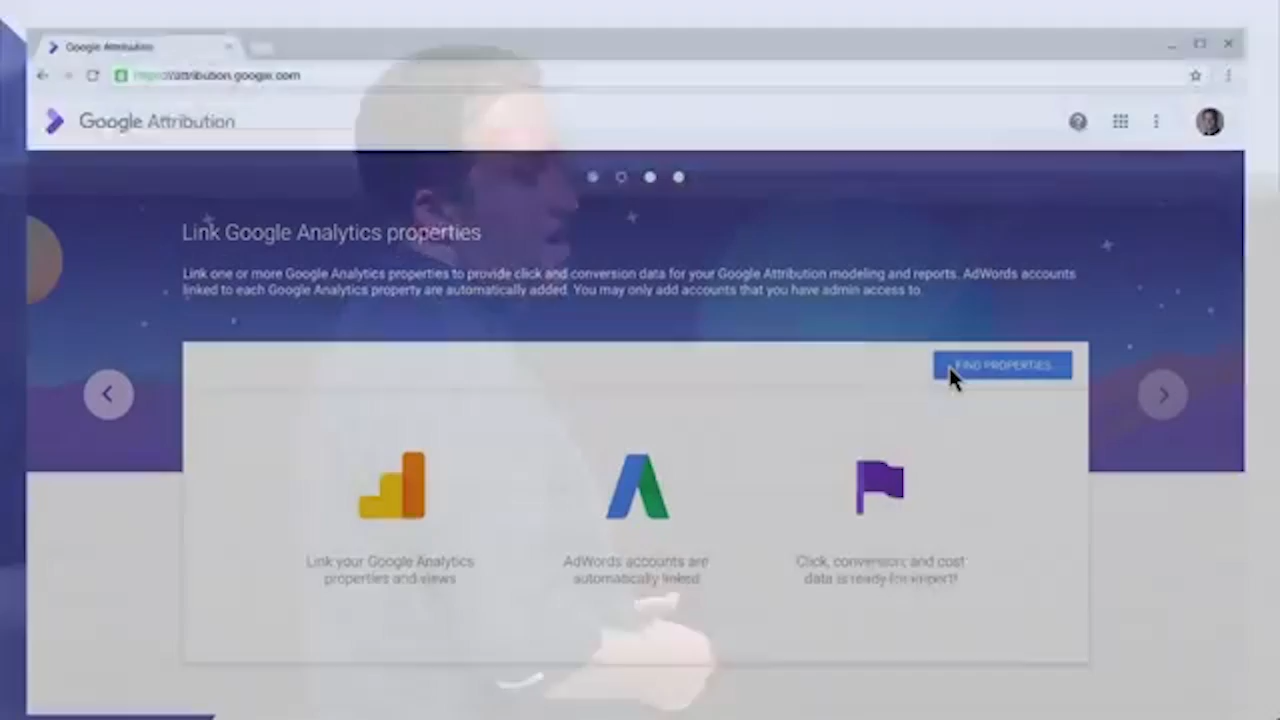 Google Attribution
https://attribution.google.com
Google Attribution
Link Google Analytics properties
Link one or more Google Analytics properties to provide click and conversion data for your Google Attribution modeling and reports. AdWords accounts
linked to each Google Analytics property are automatically added. You may only add accounts that you have admin access to.
FIND PROPERTIES
Link your Google Analytics
properties and views
AdWords accounts are
automatically linked
Click, conversion, and cost
data is ready for import!